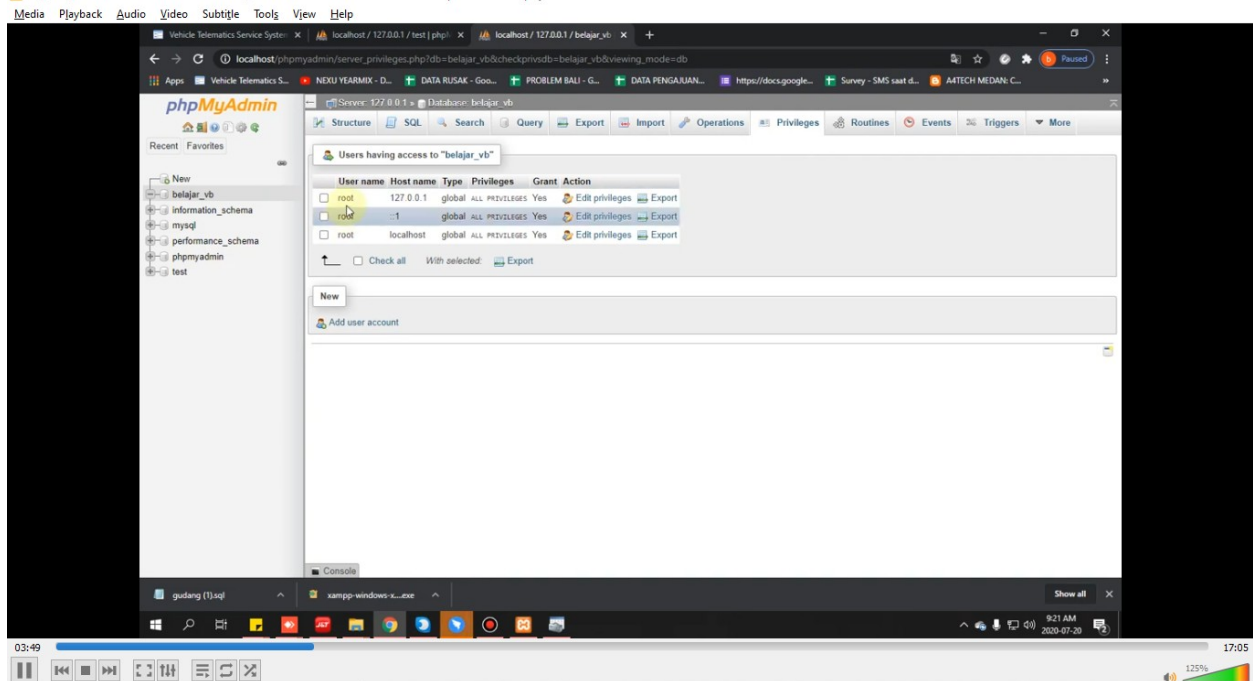 Media Playback Audio Video Subtitle Tools View Help
Vehicle Telematics Service System localhost / 127.0.0.1 / test | php localhost / 127.0.0.1 / belajar_vb
localhost/phpmyadmin/server_privileges.php?db=belajar_vb&checkprivsdb=belajar_vb&viewing_mode=db Paused
Apps Vehicle Telematics S... NEXU YEARMIX - D... DATA RUSAK - Goo... PROBLEM BALI - G... DATA PENGAJUAN... https://docs.google... Survey - SMS saat d... A4TECH MEDAN: C... »
phpMyAdmin
Recent Favorites
New
belajar_vb
information_schema
mysql
performance_schema
phpmyadmin
test
Server: 127.0.0.1 » Database: belajar_vb
Structure SQL Search Query Export Import Operations Privileges Routines Events Triggers More
Users having access to "belajar_vb"
User name Host name Type Privileges Grant Action
root 127.0.0.1 global ALL PRIVILEGES Yes Edit privileges Export
root ::1 global ALL PRIVILEGES Yes Edit privileges Export
root localhost global ALL PRIVILEGES Yes Edit privileges Export
Check all With selected: Export
New
Add user account
Console
gudang (1).sql xampp-windows-x....exe Show all
9:21 AM
2020-07-20
03:49 17:05
125%